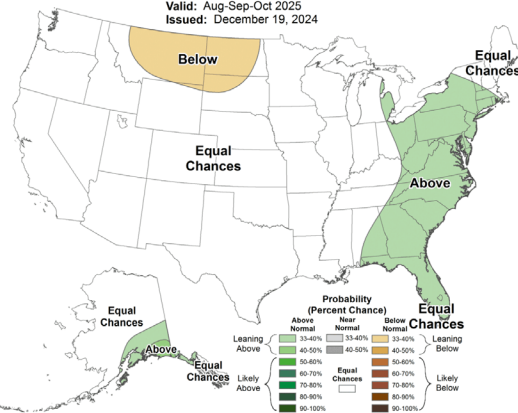 Valid: Aug-Sep-Oct 2025
Issued: December 19, 2024
Below
Equal
Chances
Equal
Chances
Above
Equal
Chances
Equal
Chances
Above
Equal
Chances
Probability
(Percent Chance)
Above
Normal
Near
Normal
Below
Normal
Leaning
Above
33-40%
33-40%
33-40%
Leaning
Below
40-50%
40-50%
40-50%
Likely
Above
50-60%
50-60%
Likely
Below
60-70%
60-70%
70-80%
70-80%
80-90%
80-90%
90-100%
90-100%
Equal
Chances